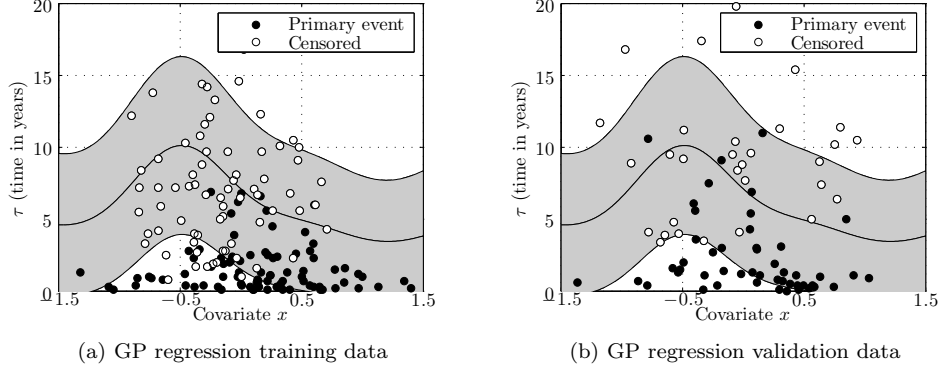 20
15
10
5
0
−1.5
−0.5
0.5
1.5
τ (time in years)
Covariate x
Primary event
Censored
(a) GP regression training data
20
15
10
5
0
−1.5
−0.5
0.5
1.5
τ (time in years)
Covariate x
Primary event
Censored
(b) GP regression validation data